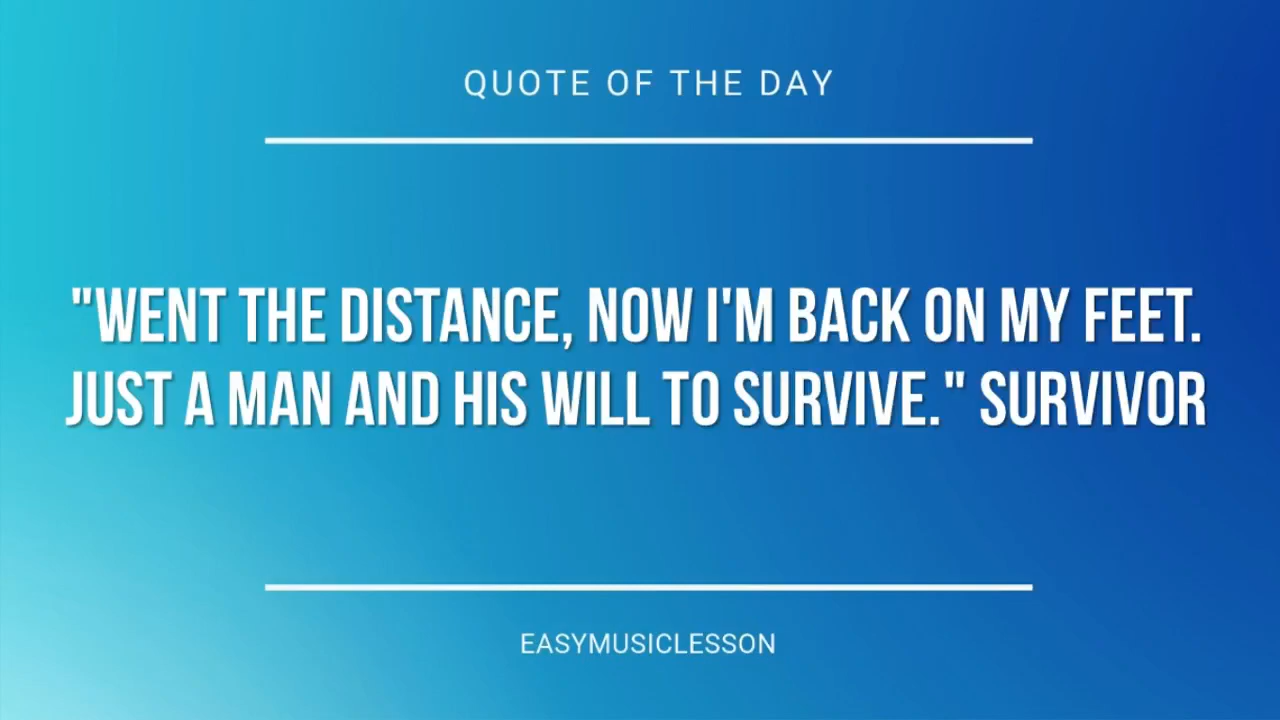 QUOTE OF THE DAY
"WENT THE DISTANCE, NOW I'M BACK ON MY FEET.
JUST A MAN AND HIS WILL TO SURVIVE." SURVIVOR
EASYMUSICLESSON